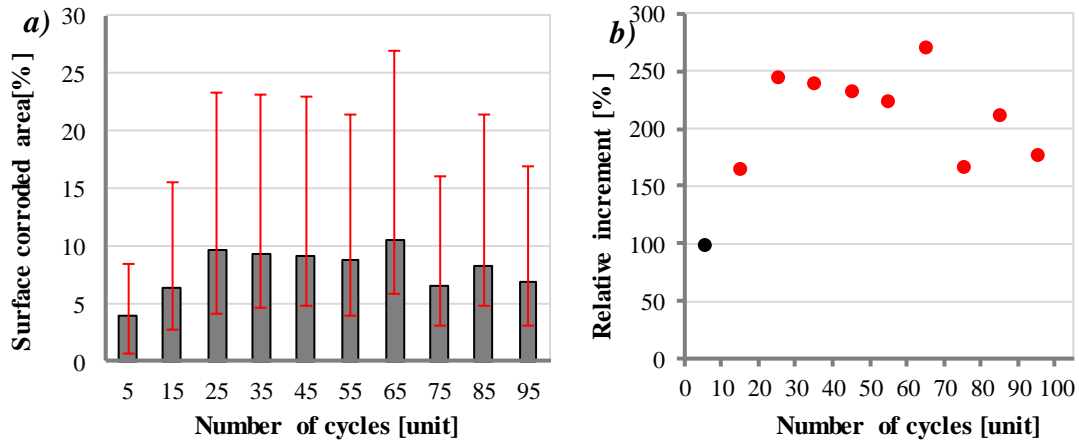 a)
Surface corroded area[%]
30
25
20
15
10
5
0
5 15 25 35 45 55 65 75 85 95
Number of cycles [unit]
b)
Relative increment [%]
300
250
200
150
100
50
0
0 10 20 30 40 50 60 70 80 90 100
Number of cycles [unit]